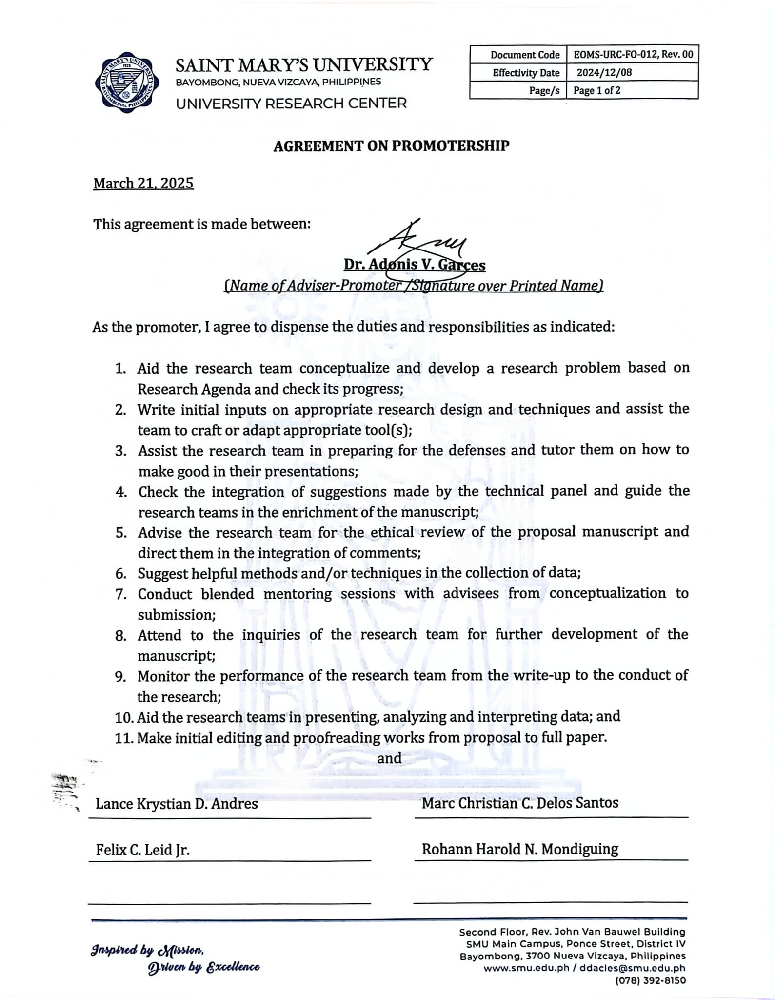 SAINT MARY'S UNIVERSITY
1928
BAYOMBONG, PHILIPPINES
SAINT MARY'S UNIVERSITY
BAYOMBONG, NUEVA VIZCAYA, PHILIPPINES
UNIVERSITY RESEARCH CENTER
Document Code EOMS-URC-FO-012, Rev. 00
Effectivity Date 2024/12/08
Page/s Page 1 of 2
AGREEMENT ON PROMOTERSHIP
March 21, 2025
This agreement is made between:
Dr. Adonis V. Garces
(Name of Adviser-Promoter /Signature over Printed Name)
As the promoter, I agree to dispense the duties and responsibilities as indicated:
1. Aid the research team conceptualize and develop a research problem based on
Research Agenda and check its progress;
2. Write initial inputs on appropriate research design and techniques and assist the
team to craft or adapt appropriate tool(s);
3. Assist the research team in preparing for the defenses and tutor them on how to
make good in their presentations;
4. Check the integration of suggestions made by the technical panel and guide the
research teams in the enrichment of the manuscript;
5. Advise the research team for the ethical review of the proposal manuscript and
direct them in the integration of comments;
6. Suggest helpful methods and/or techniques in the collection of data;
7. Conduct blended mentoring sessions with advisees from conceptualization to
submission;
8. Attend to the inquiries of the research team for further development of the
manuscript;
9. Monitor the performance of the research team from the write-up to the conduct of
the research;
10. Aid the research teams in presenting, analyzing and interpreting data; and
11. Make initial editing and proofreading works from proposal to full paper.
and
Lance Krystian D. Andres
Marc Christian C. Delos Santos
Felix C. Leid Jr.
Rohann Harold N. Mondiguing
Inspired by Mission,
Driven by Excellence
Second Floor, Rev. John Van Bauwel Building
SMU Main Campus, Ponce Street, District IV
Bayombong, 3700 Nueva Vizcaya, Philippines
www.smu.edu.ph / ddacles@smu.edu.ph
(078) 392-8150